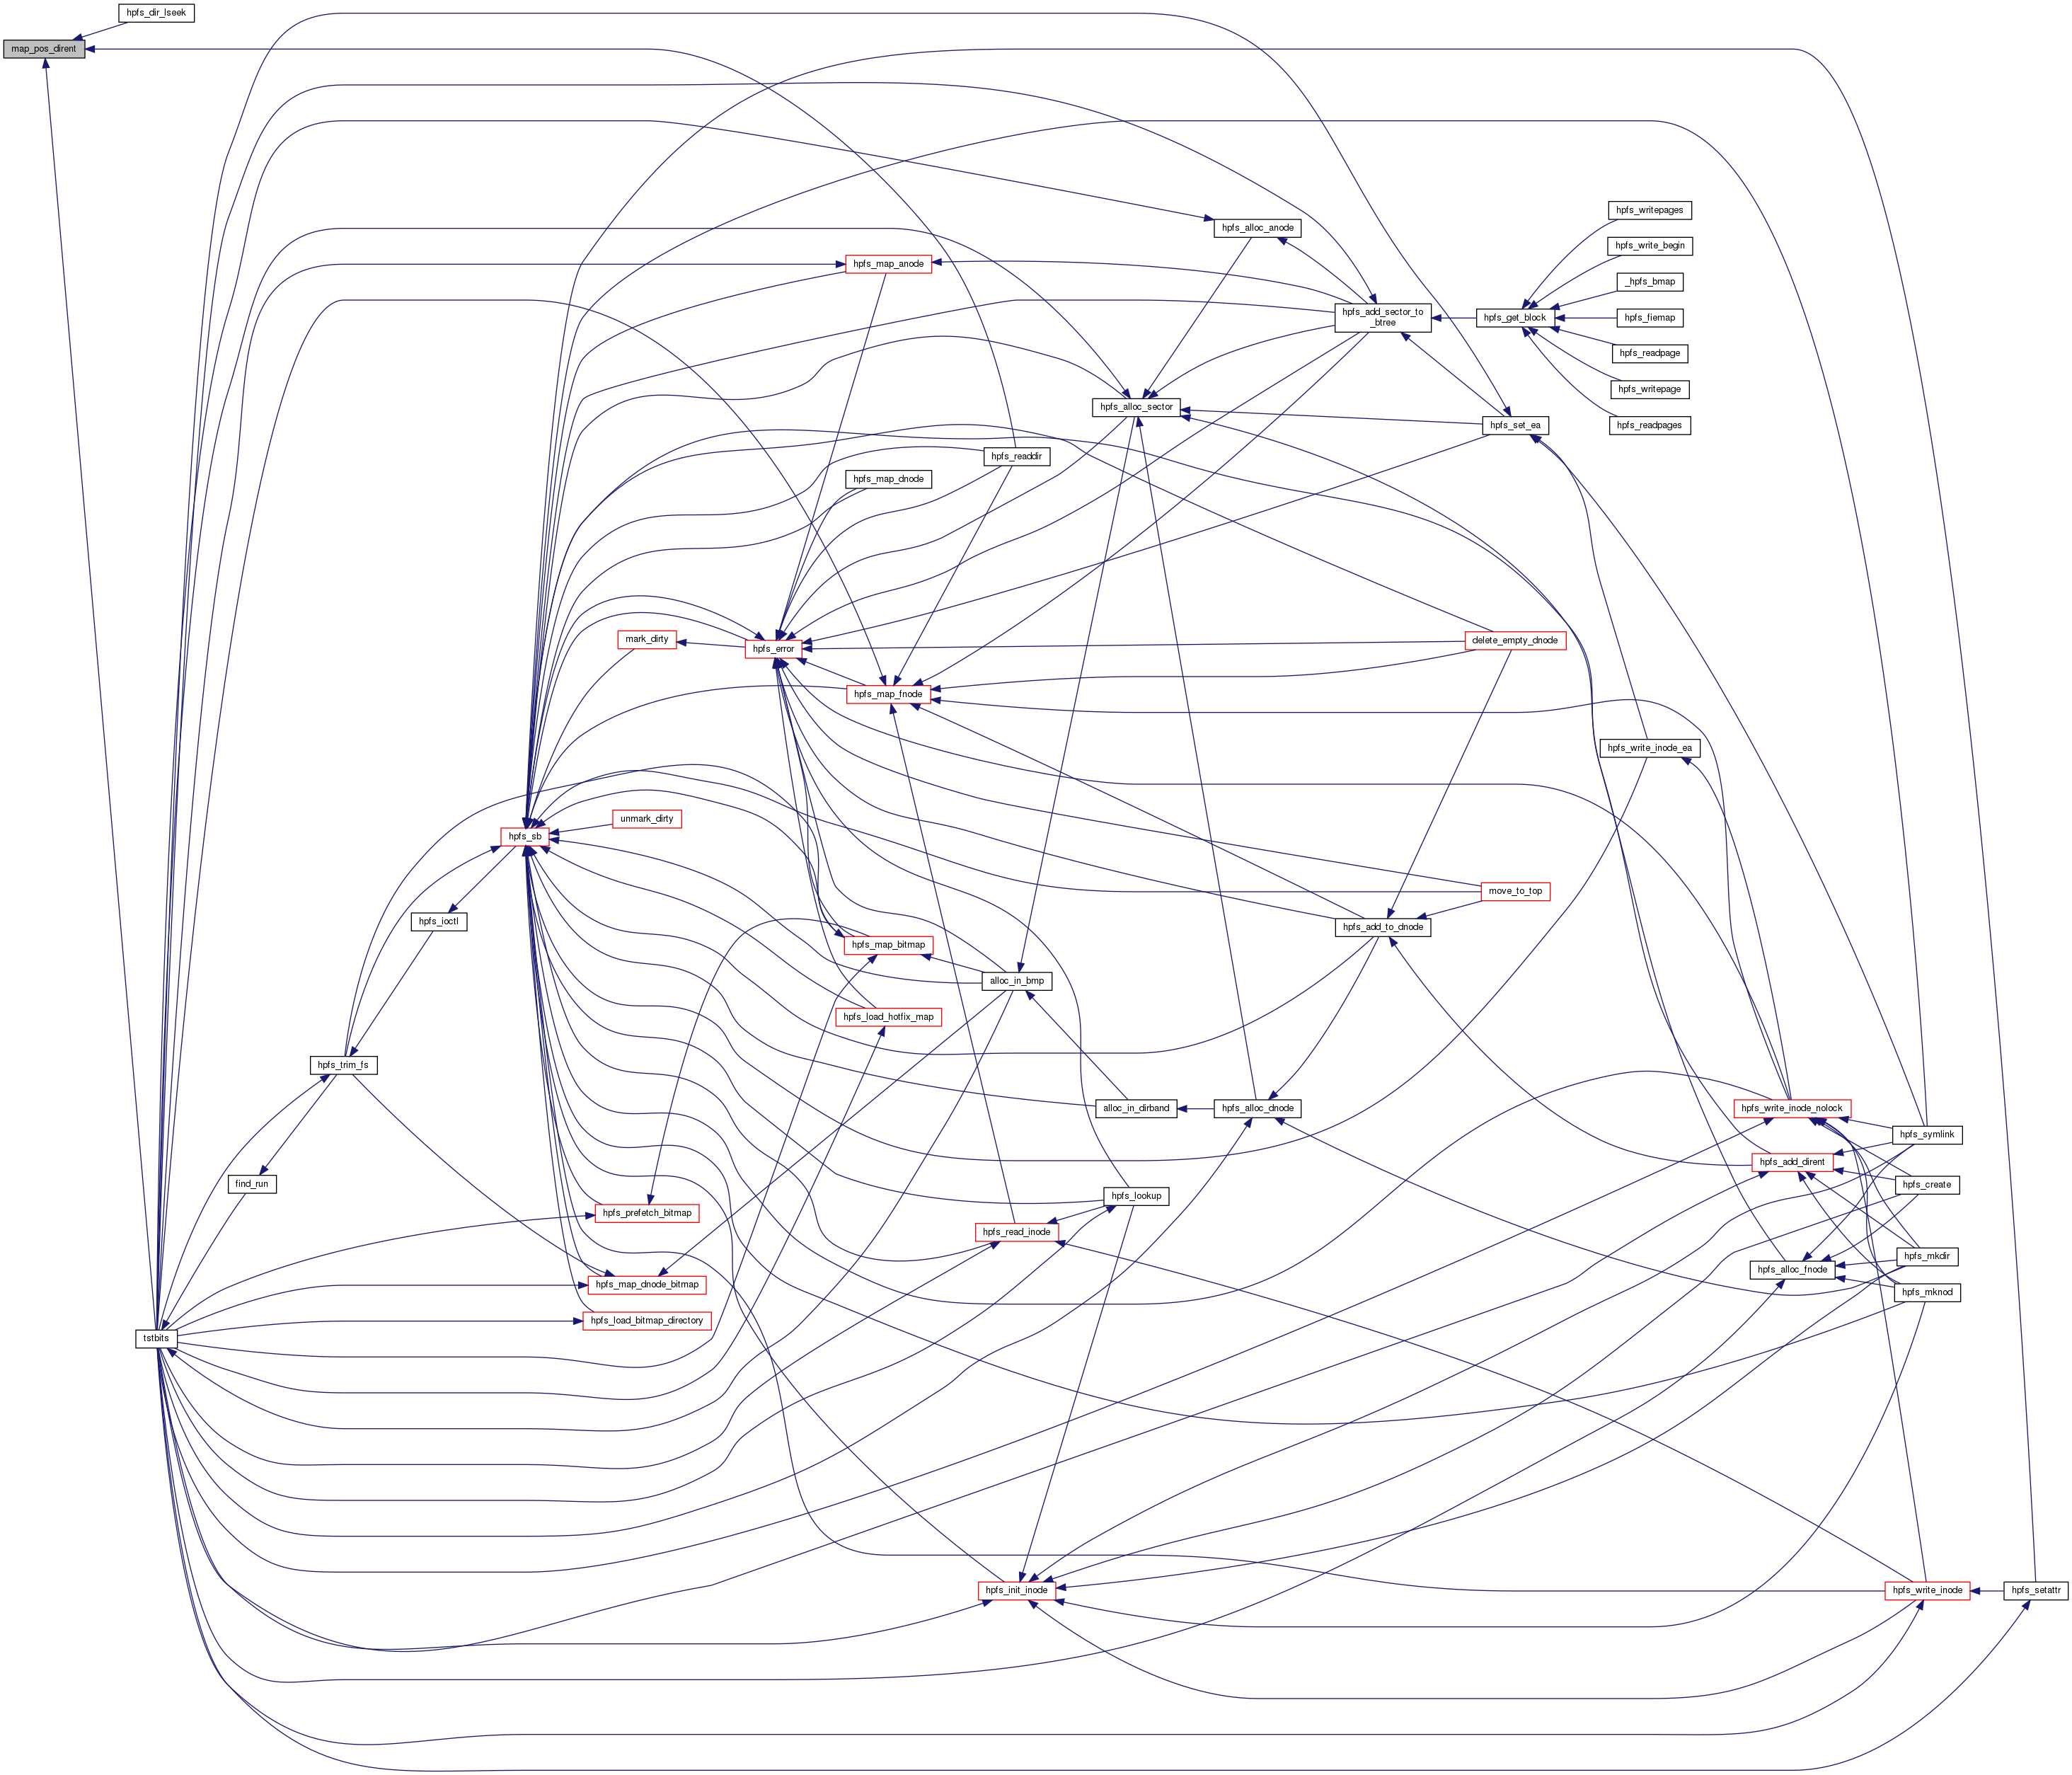 hpfs_dir_lseek
map_pos_dirent
hpfs_writepages
hpfs_alloc_anode
hpfs_write_begin
hpfs_map_anode
_hpfs_bmap
hpfs_add_sector_to
_btree
hpfs_get_block
hpfs_fiemap
hpfs_readpage
hpfs_writepage
hpfs_alloc_sector
hpfs_readpages
hpfs_set_ea
hpfs_readdir
hpfs_map_dnode
mark_dirty
hpfs_error
delete_empty_dnode
hpfs_map_fnode
hpfs_write_inode_ea
unmark_dirty
hpfs_sb
move_to_top
hpfs_ioctl
hpfs_add_to_dnode
hpfs_map_bitmap
alloc_in_bmp
hpfs_load_hotfix_map
hpfs_trim_fs
alloc_in_dirband
hpfs_alloc_dnode
hpfs_write_inode_nolock
hpfs_symlink
hpfs_add_dirent
find_run
hpfs_create
hpfs_lookup
hpfs_prefetch_bitmap
hpfs_read_inode
hpfs_mkdir
hpfs_alloc_fnode
hpfs_map_dnode_bitmap
hpfs_mknod
hpfs_load_bitmap_directory
tstbits
hpfs_init_inode
hpfs_write_inode
hpfs_setattr